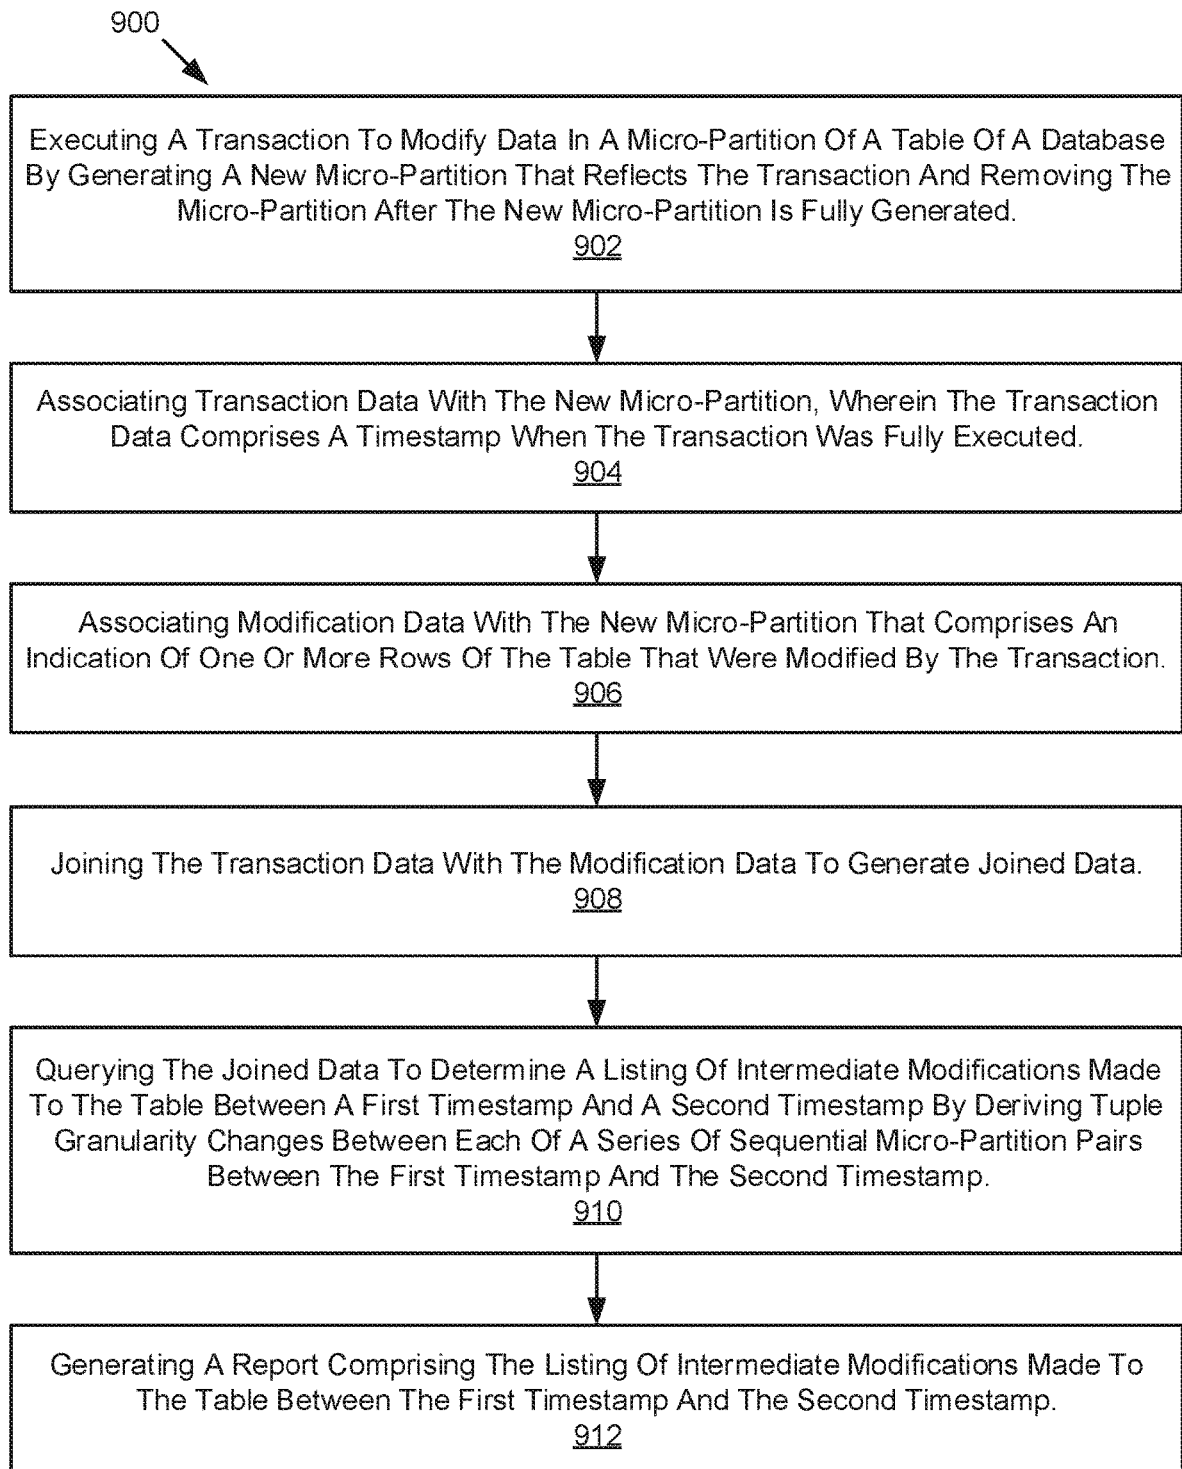 900
Executing A Transaction To Modify Data In A Micro-Partition Of A Table Of A Database
By Generating A New Micro-Partition That Reflects The Transaction And Removing The
Micro-Partition After The New Micro-Partition Is Fully Generated.
902
Associating Transaction Data With The New Micro-Partition, Wherein The Transaction
Data Comprises A Timestamp When The Transaction Was Fully Executed.
904
Associating Modification Data With The New Micro-Partition That Comprises An
Indication Of One Or More Rows Of The Table That Were Modified By The Transaction.
906
Joining The Transaction Data With The Modification Data To Generate Joined Data.
908
Querying The Joined Data To Determine A Listing Of Intermediate Modifications Made
To The Table Between A First Timestamp And A Second Timestamp By Deriving Tuple
Granularity Changes Between Each Of A Series Of Sequential Micro-Partition Pairs
Between The First Timestamp And The Second Timestamp.
910
Generating A Report Comprising The Listing Of Intermediate Modifications Made To
The Table Between The First Timestamp And The Second Timestamp.
912